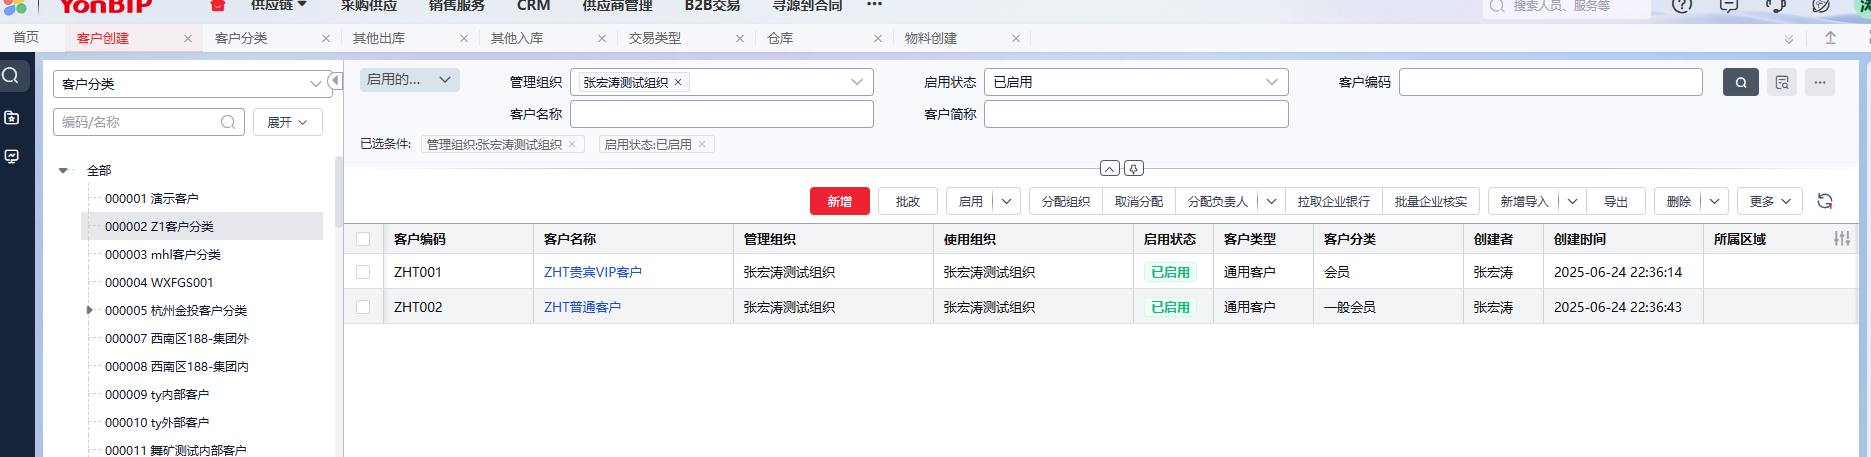 YonBIP 供应链 采购供应 销售服务 CRM 供应商管理 B2B交易 寻源到合同 ··· 搜索人员、服务等
首页 客户创建 客户分类 其他出库 其他入库 交易类型 仓库 物料创建
客户分类
编码/名称 展开
全部
000001 演示客户
000002 Z1客户分类
000003 mhl客户分类
000004 WXFGS001
000005 杭州金投客户分类
000007 西南区188-集团外
000008 西南区188-集团内
000009 ty内部客户
000010 ty外部客户
000011 舞矿测试内部客户
启用的... 管理组织 张宏涛测试组织 × 启用状态 已启用 客户编码
客户名称 客户简称
已选条件: 管理组织:张宏涛测试组织 × 启用状态:已启用 ×
新增 批改 启用 分配组织 取消分配 分配负责人 拉取企业银行 批量企业核实 新增导入 导出 删除 更多
客户编码 客户名称 管理组织 使用组织 启用状态 客户类型 客户分类 创建者 创建时间 所属区域
ZHT001 ZHT贵宾VIP客户 张宏涛测试组织 张宏涛测试组织 已启用 通用客户 会员 张宏涛 2025-06-24 22:36:14
ZHT002 ZHT普通客户 张宏涛测试组织 张宏涛测试组织 已启用 通用客户 一般会员 张宏涛 2025-06-24 22:36:43